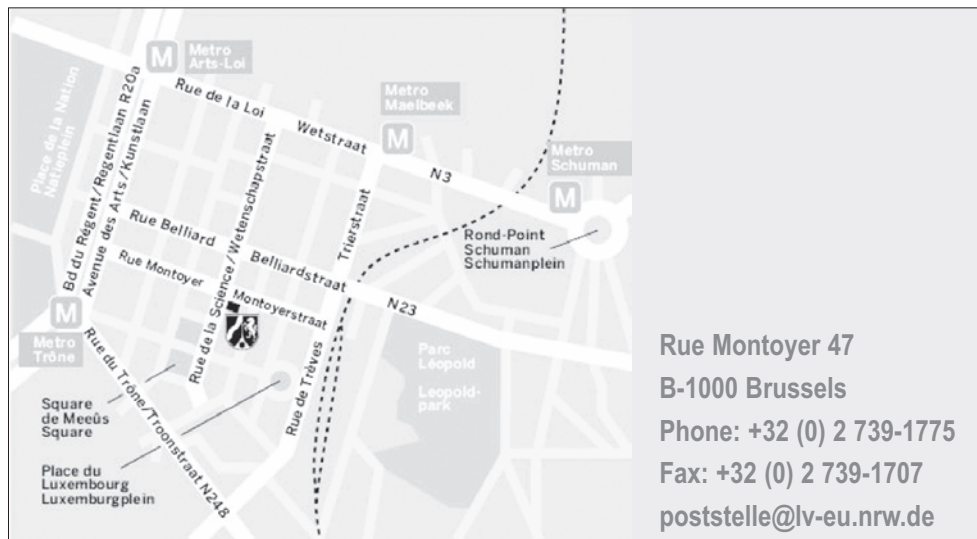 M
Metro
Arts-Loi
Metro
Maelbeek
M
Metro
Schuman
M
Rue de la Loi
Wetstraat
N3
Place de la Nation
Natieplein
Bd du Régent/Regentlaan R20a
Avenue des Arts/Kunstlaan
Rue de la Science/Wetenschapstraat
Trierstraat
Rue Belliard
Belliardstraat
N23
Rue Montoyer
Montoyerstraat
Rond-Point
Schuman
Schumanplein
M
Metro
Trône
Rue du Trône/Troonstraat N248
Rue de Trèves
Parc
Léopold
Leopold-
park
Square
de Meeûs
Square
Place du
Luxembourg
Luxemburgplein
Rue Montoyer 47
B-1000 Brussels
Phone: +32 (0) 2 739-1775
Fax: +32 (0) 2 739-1707
poststelle@lv-eu.nrw.de